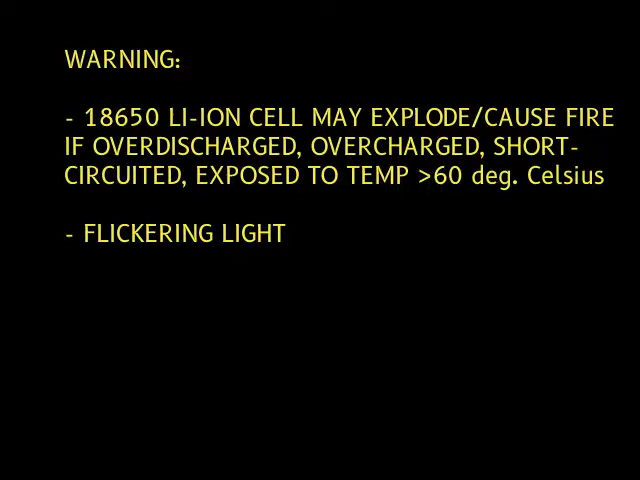 WARNING:
- 18650 LI-ION CELL MAY EXPLODE/CAUSE FIRE
IF OVERDISCHARGED, OVERCHARGED, SHORT-
CIRCUITED, EXPOSED TO TEMP >60 deg. Celsius
- FLICKERING LIGHT